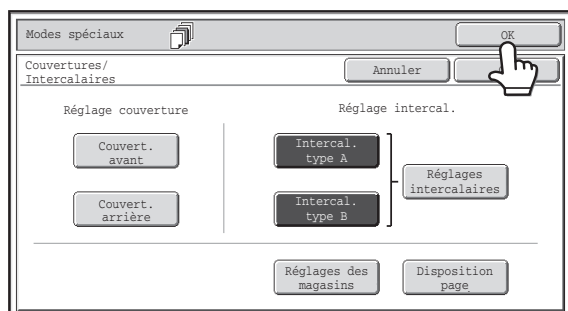 Modes spéciaux
OK
Couvertures/
Intercalaires
Annuler
Réglage couverture
Réglage intercal.
Couvert.
avant
Intercal.
type A
Réglages
intercalaires
Couvert.
arrière
Intercal.
type B
Réglages des
magasins
Disposition
page